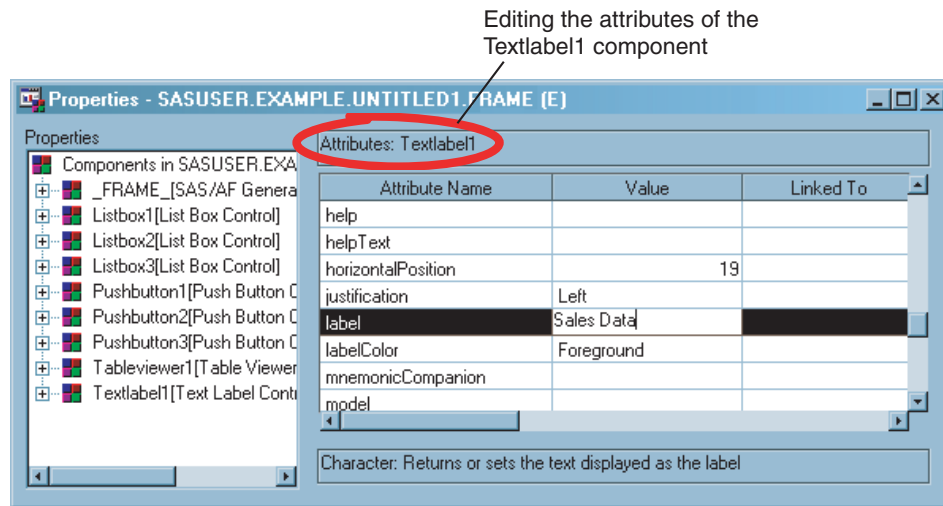 Editing the attributes of the
Textlabel1 component
Properties - SASUSER.EXAMPLE.UNTITLED1.FRAME (E)
Properties
Components in SASUSER.EXA
_FRAME_[SAS/AF Genera
Listbox1[List Box Control]
Listbox2[List Box Control]
Listbox3[List Box Control]
Pushbutton1[Push Button C
Pushbutton2[Push Button C
Pushbutton3[Push Button C
Tableviewer1[Table Viewer
Textlabel1[Text Label Contr
Attributes: Textlabel1
Attribute Name Value Linked To
help
helpText
horizontalPosition 19
justification Left
label Sales Data
labelColor Foreground
mnemonicCompanion
model
Character: Returns or sets the text displayed as the label